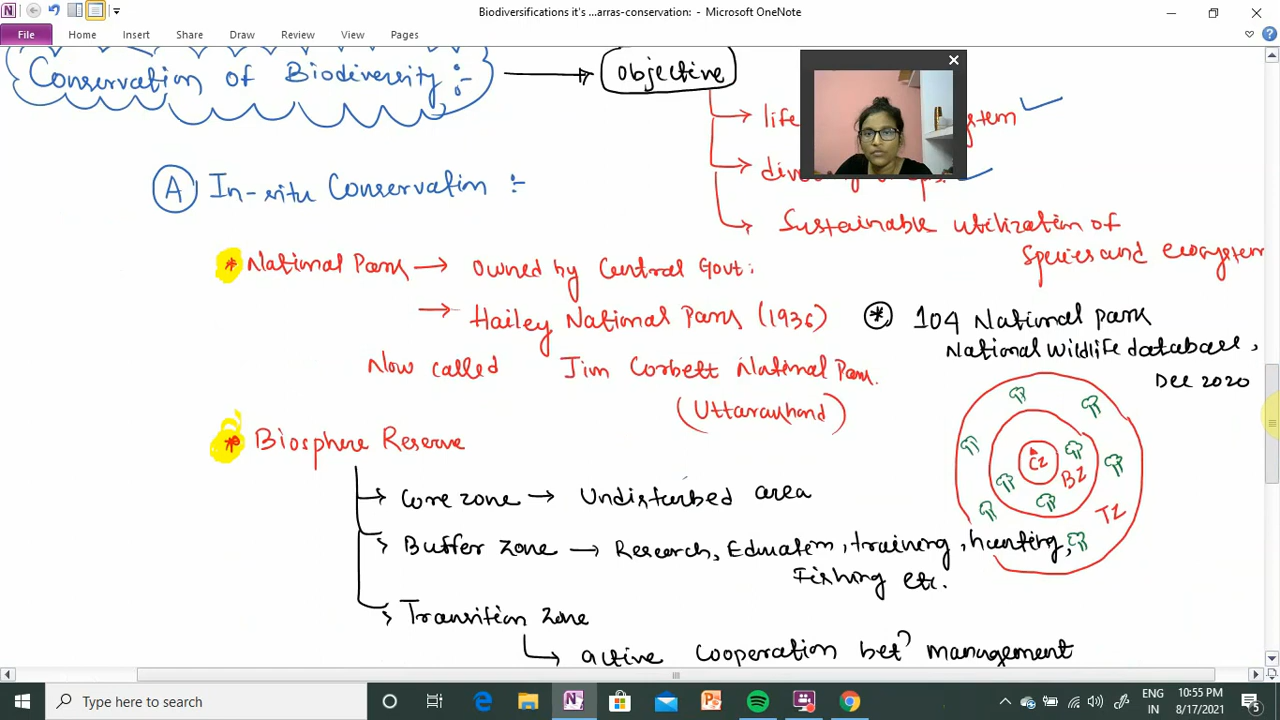 Biodiversifications it's ...arras-conservation: - Microsoft OneNote
File Home Insert Share Draw Review View Pages
Conservation of Biodiversity :- → Objective
life stem
Sustainable utilization of
Species and ecosystem
A In-situ Conservation :-
* National Park → Owned by Central Govt.
→ Hailey National Park (1936)
Now called Jim Corbett National Park.
(Uttarakhand)
* 104 National park
National Wildlife database,
Dec 2020
* Biosphere Reserve
Core zone → Undisturbed area
Buffer zone → Research, Education, training, hunting,
Fishing etc.
Transition zone
active cooperation betn management
CZ
BZ
TZ
Type here to search
ENG
IN
10:55 PM
8/17/2021
5